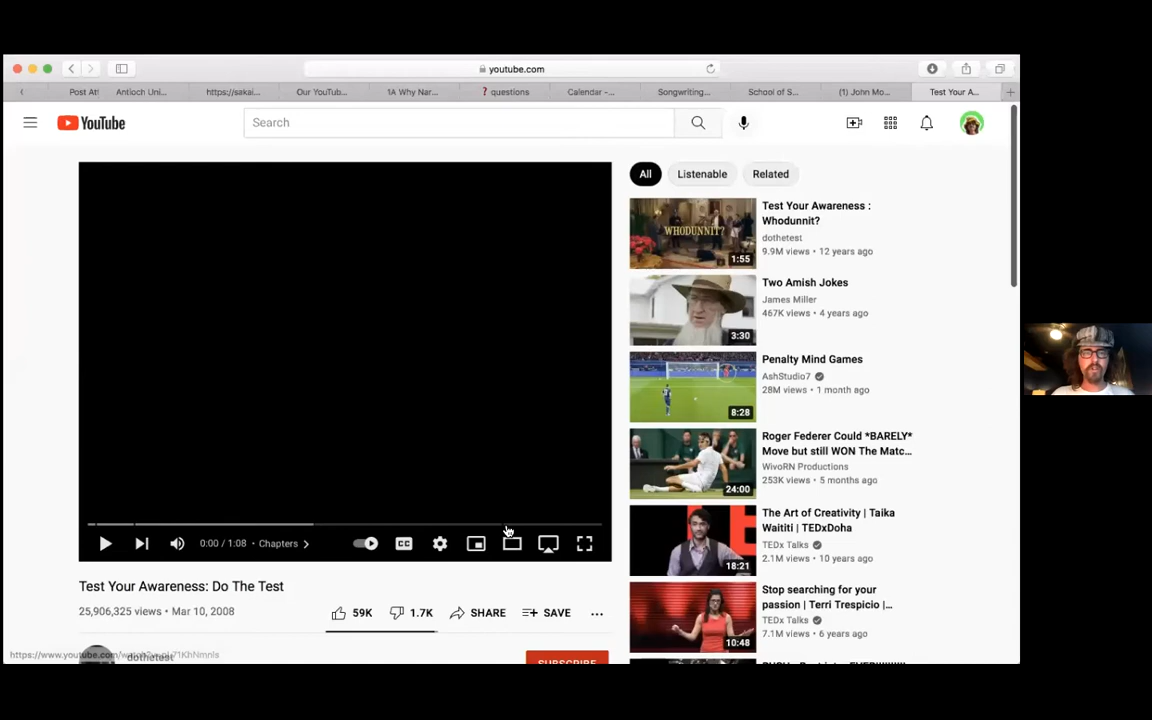 youtube.com
Post At!
Antioch Uni...
https://sakai...
Our YouTub...
1A Why Nar...
❓ questions
Calendar -...
Songwriting...
School of S...
(1) John Mo...
Test Your A...
YouTube
Search
All
Listenable
Related
Test Your Awareness :
Whodunnit?
dothetest
9.9M views • 12 years ago
WHODUNNIT?
1:55
Two Amish Jokes
James Miller
467K views • 4 years ago
3:30
Penalty Mind Games
AshStudio7
28M views • 1 month ago
8:28
Roger Federer Could *BARELY*
Move but still WON The Matc...
WivoRN Productions
253K views • 5 months ago
24:00
The Art of Creativity | Taika
Waititi | TEDxDoha
TEDx Talks
2.1M views • 10 years ago
18:21
Stop searching for your
passion | Terri Trespicio |...
TEDx Talks
7.1M views • 6 years ago
10:48
0:00 / 1:08 • Chapters
CC
Test Your Awareness: Do The Test
25,906,325 views • Mar 10, 2008
59K
1.7K
SHARE
SAVE
dothetest
SUBSCRIBE